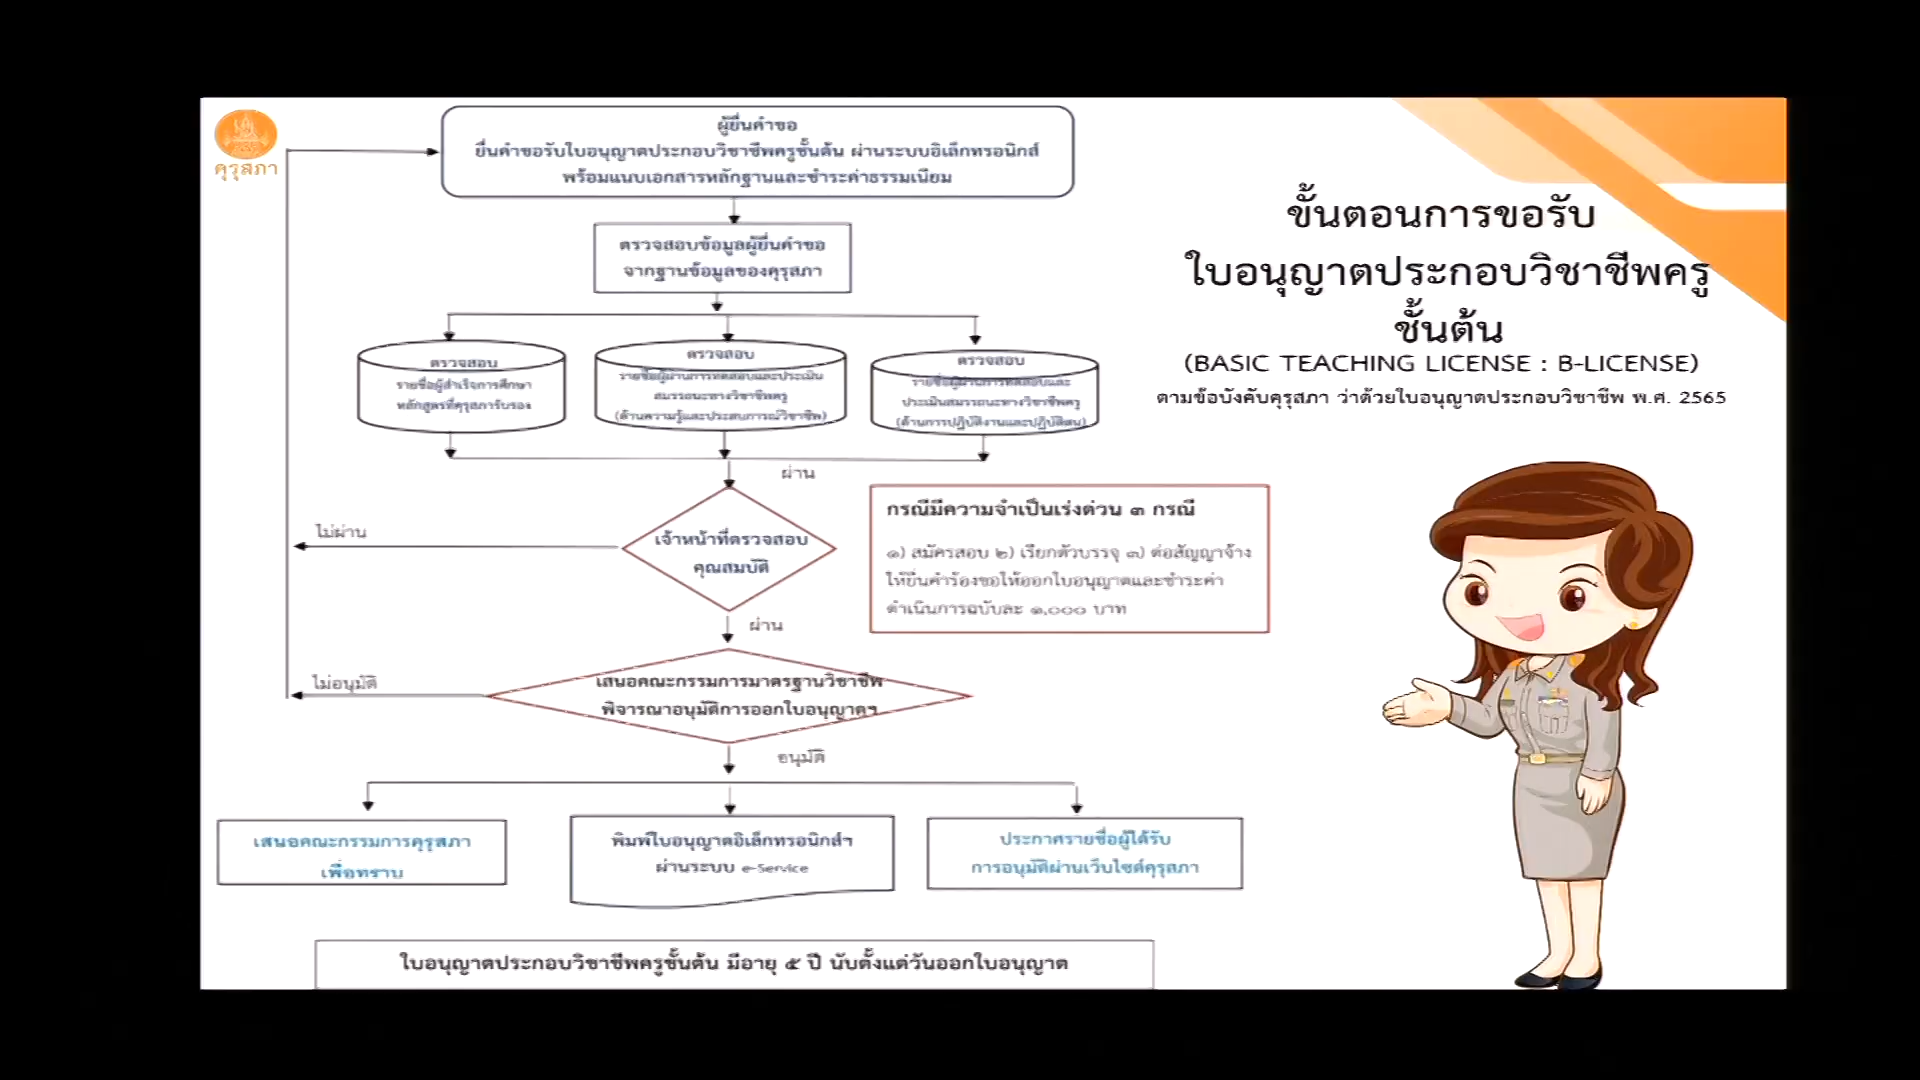 คุรุสภา
ผู้ยื่นคำขอ
ยื่นคำขอรับใบอนุญาตประกอบวิชาชีพครูชั้นต้น ผ่านระบบอิเล็กทรอนิกส์
พร้อมแนบเอกสารหลักฐานและชำระค่าธรรมเนียม
ขั้นตอนการขอรับ
ใบอนุญาตประกอบวิชาชีพครู
ชั้นต้น
(BASIC TEACHING LICENSE : B-LICENSE)
ตามข้อบังคับคุรุสภา ว่าด้วยใบอนุญาตประกอบวิชาชีพ พ.ศ. 2565
ตรวจสอบข้อมูลผู้ยื่นคำขอ
จากฐานข้อมูลของคุรุสภา
ตรวจสอบ
รายชื่อผู้สำเร็จการศึกษา
หลักสูตรที่คุรุสภารับรอง
ตรวจสอบ
รายชื่อผู้ผ่านการทดสอบและประเมิน
สมรรถนะทางวิชาชีพครู
(ด้านความรู้และประสบการณ์วิชาชีพ)
ตรวจสอบ
รายชื่อผู้ผ่านการทดสอบและ
ประเมินสมรรถนะทางวิชาชีพครู
(ด้านการปฏิบัติงานและปฏิบัติตน)
ผ่าน
เจ้าหน้าที่ตรวจสอบ
คุณสมบัติ
ไม่ผ่าน
กรณีมีความจำเป็นเร่งด่วน ๓ กรณี
๑) สมัครสอบ ๒) เรียกตัวบรรจุ ๓) ต่อสัญญาจ้าง
ให้ยื่นคำร้องขอให้ออกใบอนุญาตและชำระค่า
ดำเนินการฉบับละ ๑,๐๐๐ บาท
ผ่าน
เสนอคณะกรรมการมาตรฐานวิชาชีพ
พิจารณาอนุมัติการออกใบอนุญาตฯ
ไม่อนุมัติ
อนุมัติ
เสนอคณะกรรมการคุรุสภา
เพื่อทราบ
พิมพ์ใบอนุญาตอิเล็กทรอนิกส์ฯ
ผ่านระบบ e-Service
ประกาศรายชื่อผู้ได้รับ
การอนุมัติผ่านเว็บไซต์คุรุสภา
ใบอนุญาตประกอบวิชาชีพครูชั้นต้น มีอายุ ๕ ปี นับตั้งแต่วันออกใบอนุญาต